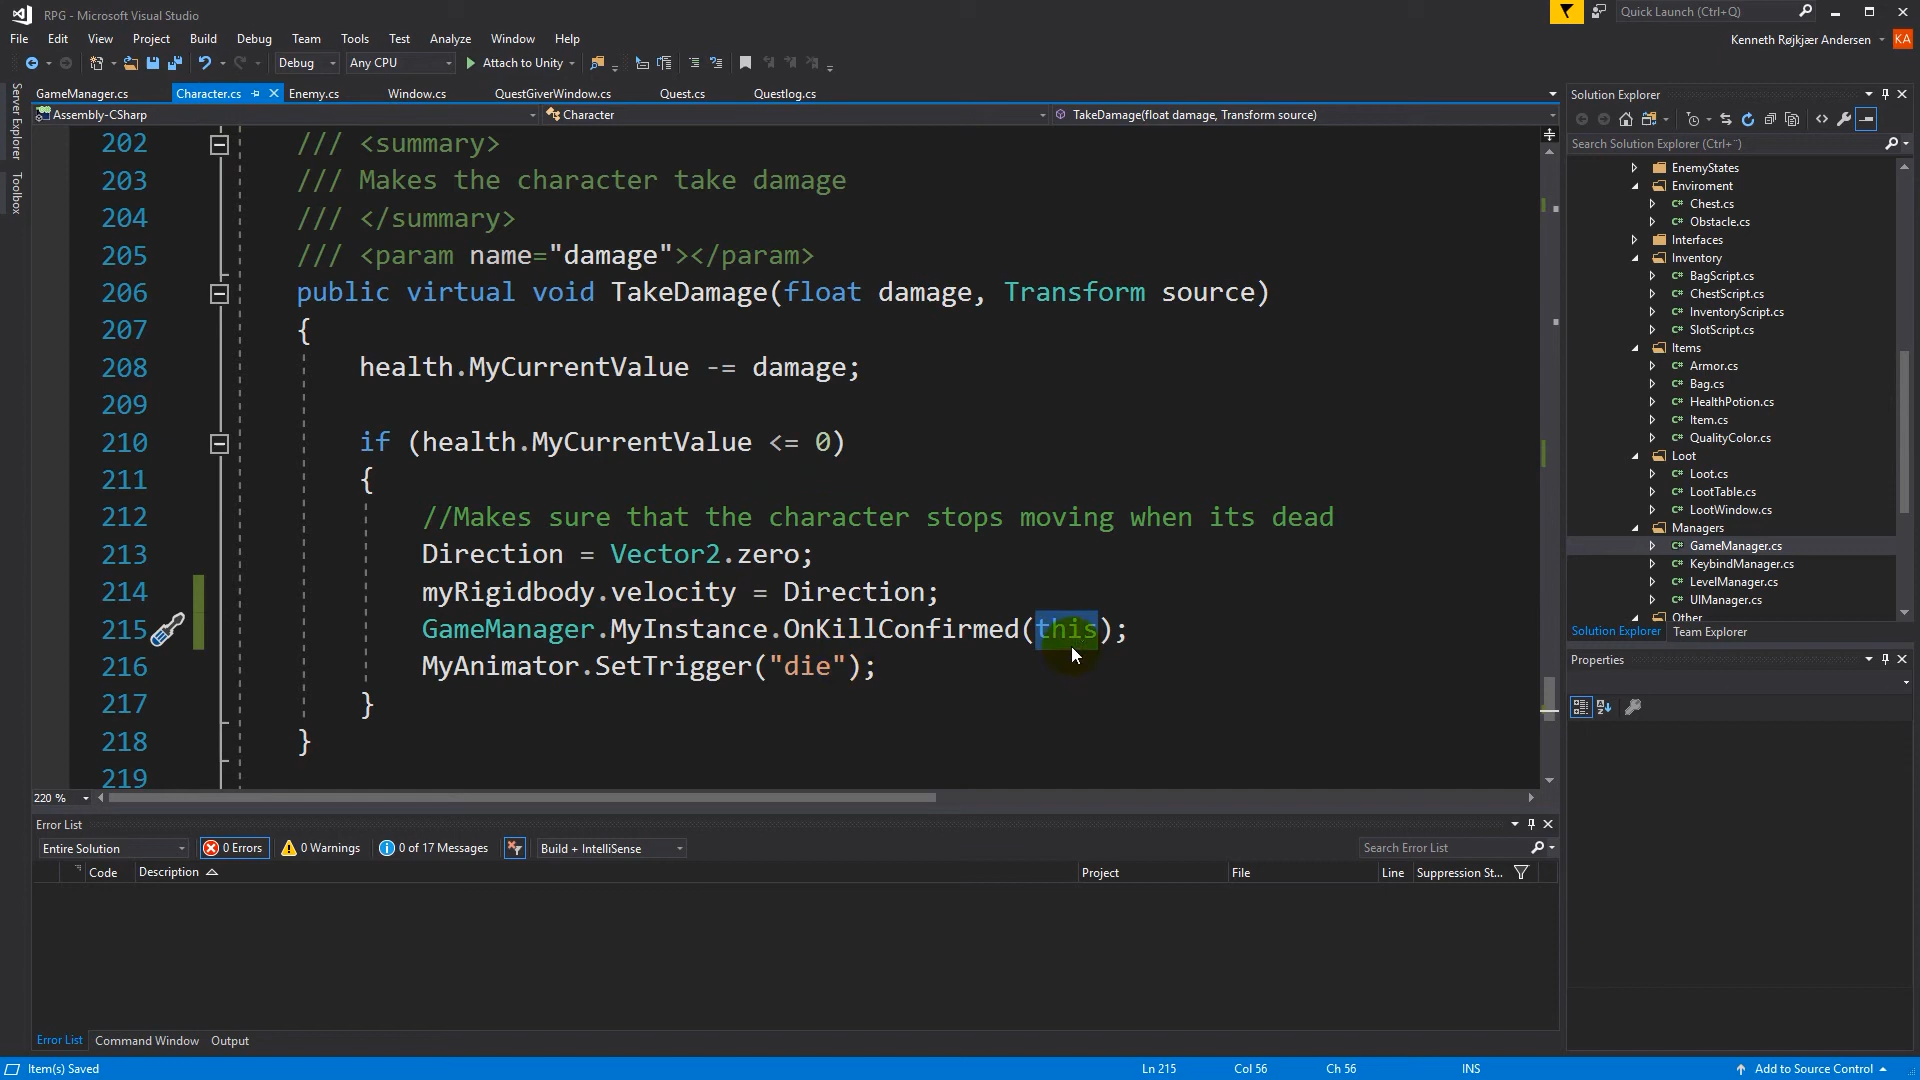 RPG - Microsoft Visual Studio
Quick Launch (Ctrl+Q)
File Edit View Project Build Debug Team Tools Test Analyze Window Help
Kenneth Røjkjær Andersen KA
Debug Any CPU Attach to Unity
Server Explorer
Toolbox
GameManager.cs Character.cs Enemy.cs Window.cs QuestGiverWindow.cs Quest.cs Questlog.cs
Assembly-CSharp Character TakeDamage(float damage, Transform source)
202 /// <summary>
203 /// Makes the character take damage
204 /// </summary>
205 /// <param name="damage"></param>
206 public virtual void TakeDamage(float damage, Transform source)
207 {
208 health.MyCurrentValue -= damage;
209
210 if (health.MyCurrentValue <= 0)
211 {
212 //Makes sure that the character stops moving when its dead
213 Direction = Vector2.zero;
214 myRigidbody.velocity = Direction;
215 GameManager.MyInstance.OnKillConfirmed(this);
216 MyAnimator.SetTrigger("die");
217 }
218 }
219
220 %
Solution Explorer
Search Solution Explorer (Ctrl+¨)
EnemyStates
Enviroment
C# Chest.cs
C# Obstacle.cs
Interfaces
Inventory
C# BagScript.cs
C# ChestScript.cs
C# InventoryScript.cs
C# SlotScript.cs
Items
C# Armor.cs
C# Bag.cs
C# HealthPotion.cs
C# Item.cs
C# QualityColor.cs
Loot
C# Loot.cs
C# LootTable.cs
C# LootWindow.cs
Managers
C# GameManager.cs
C# KeybindManager.cs
C# LevelManager.cs
C# UIManager.cs
Other
Solution Explorer Team Explorer
Properties
Error List
Entire Solution 0 Errors 0 Warnings 0 of 17 Messages Build + IntelliSense Search Error List
Code Description Project File Line Suppression St...
Error List Command Window Output
Item(s) Saved Ln 215 Col 56 Ch 56 INS Add to Source Control